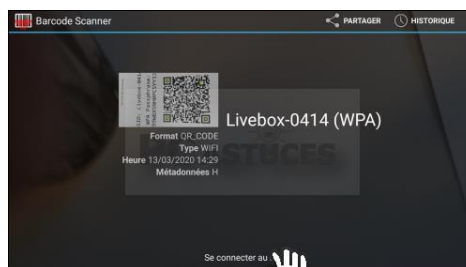 Barcode Scanner
PARTAGER
HISTORIQUE
Livebox-0414 (WPA)
Format QR_CODE
Type WIFI
Heure 13/03/2020 14:29
Métadonnées H
Se connecter au